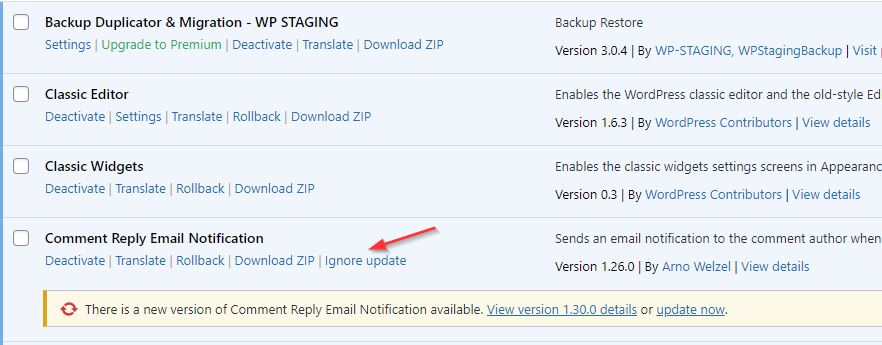 Backup Duplicator & Migration - WP STAGING
Backup Restore
Settings | Upgrade to Premium | Deactivate | Translate | Download ZIP
Version 3.0.4 | By WP-STAGING, WPStagingBackup | Visit
Classic Editor
Enables the WordPress classic editor and the old-style Ed
Deactivate | Settings | Translate | Rollback | Download ZIP
Version 1.6.3 | By WordPress Contributors | View details
Classic Widgets
Enables the classic widgets settings screens in Appearanc
Deactivate | Translate | Rollback | Download ZIP
Version 0.3 | By WordPress Contributors | View details
Comment Reply Email Notification
Sends an email notification to the comment author when
Deactivate | Translate | Rollback | Download ZIP | Ignore update
Version 1.26.0 | By Arno Welzel | View details
There is a new version of Comment Reply Email Notification available. View version 1.30.0 details or update now.